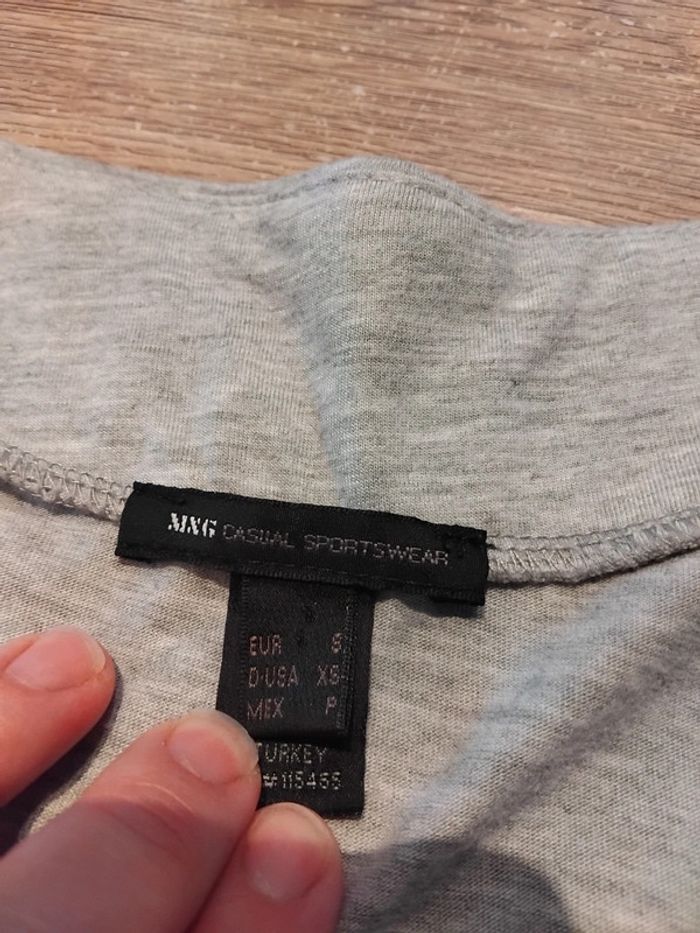 MNG CASUAL SPORTSWEAR
EUR S
D·USA XS
MEX P
TURKEY
#115455